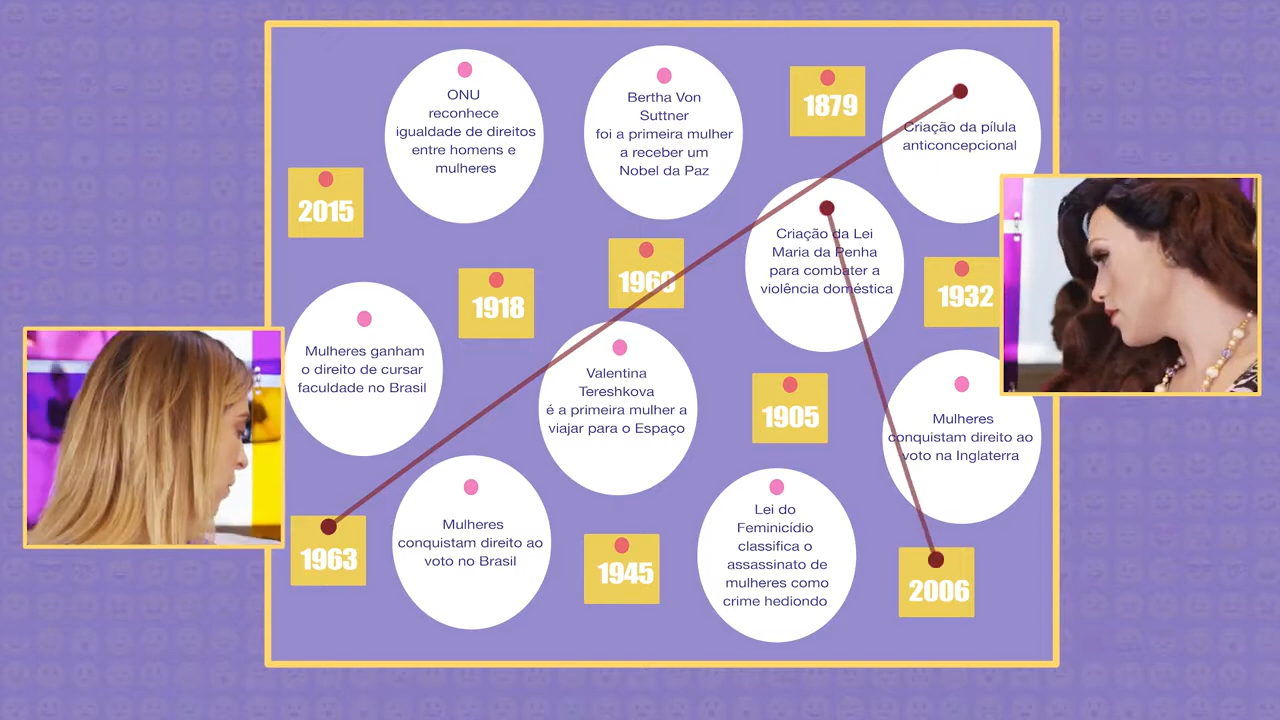 ONU
reconhece
igualdade de direitos
entre homens e
mulheres
Bertha Von
Suttner
foi a primeira mulher
a receber um
Nobel da Paz
1879
Criação da pílula
anticoncepcional
2015
1918
1960
Criação da Lei
Maria da Penha
para combater a
violência doméstica
1932
Mulheres ganham
o direito de cursar
faculdade no Brasil
Valentina
Tereshkova
é a primeira mulher a
viajar para o Espaço
1905
Mulheres
conquistam direito ao
voto na Inglaterra
1963
Mulheres
conquistam direito ao
voto no Brasil
1945
Lei do
Feminicídio
classifica o
assassinato de
mulheres como
crime hediondo
2006